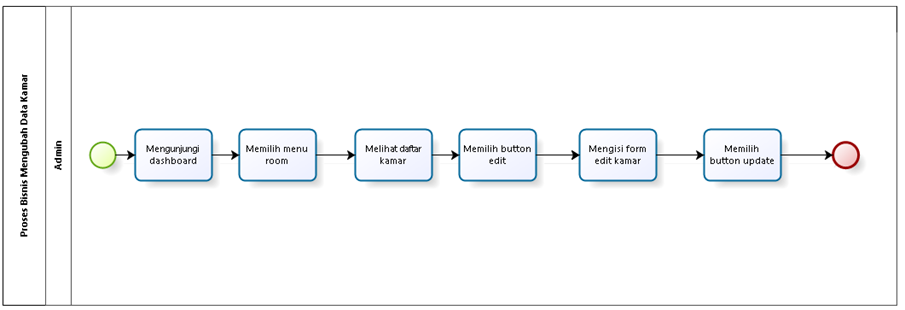 Proses Bisnis Mengubah Data Kamar
Admin
Mengunjungi
dashboard
Memilih menu
room
Melihat daftar
kamar
Memilih button
edit
Mengisi form
edit kamar
Memilih
button update